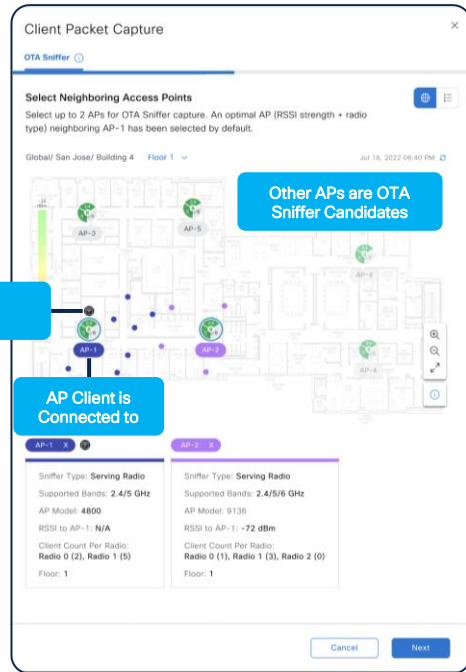 Client Packet Capture
OTA Sniffer
Select Neighboring Access Points
Select up to 2 APs for OTA Sniffer capture. An optimal AP (RSSI strength + radio
type) neighboring AP-1 has been selected by default.
Global/ San Jose/ Building 4 Floor 1
Jul 18, 2022 06:40 PM
Other APs are OTA
Sniffer Candidates
AP-3
AP-5
AP-1
AP-2
AP Client is
Connected to
AP-1 X
AP-2 X
Sniffer Type: Serving Radio
Supported Bands: 2.4/5 GHz
AP Model: 4800
RSSI to AP-1: N/A
Client Count Per Radio:
Radio 0 (2), Radio 1 (5)
Floor: 1
Sniffer Type: Serving Radio
Supported Bands: 2.4/5/6 GHz
AP Model: 9136
RSSI to AP-1: -72 dBm
Client Count Per Radio:
Radio 0 (1), Radio 1 (3), Radio 2 (0)
Floor: 1
Cancel
Next